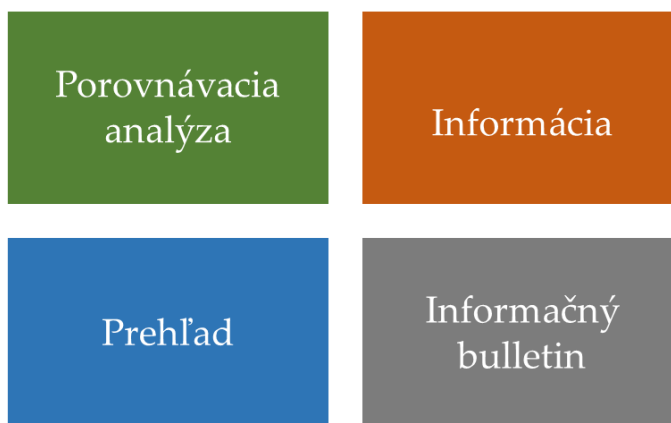 Porovnávacia
analýza
Informácia
Prehľad
Informačný
bulletin